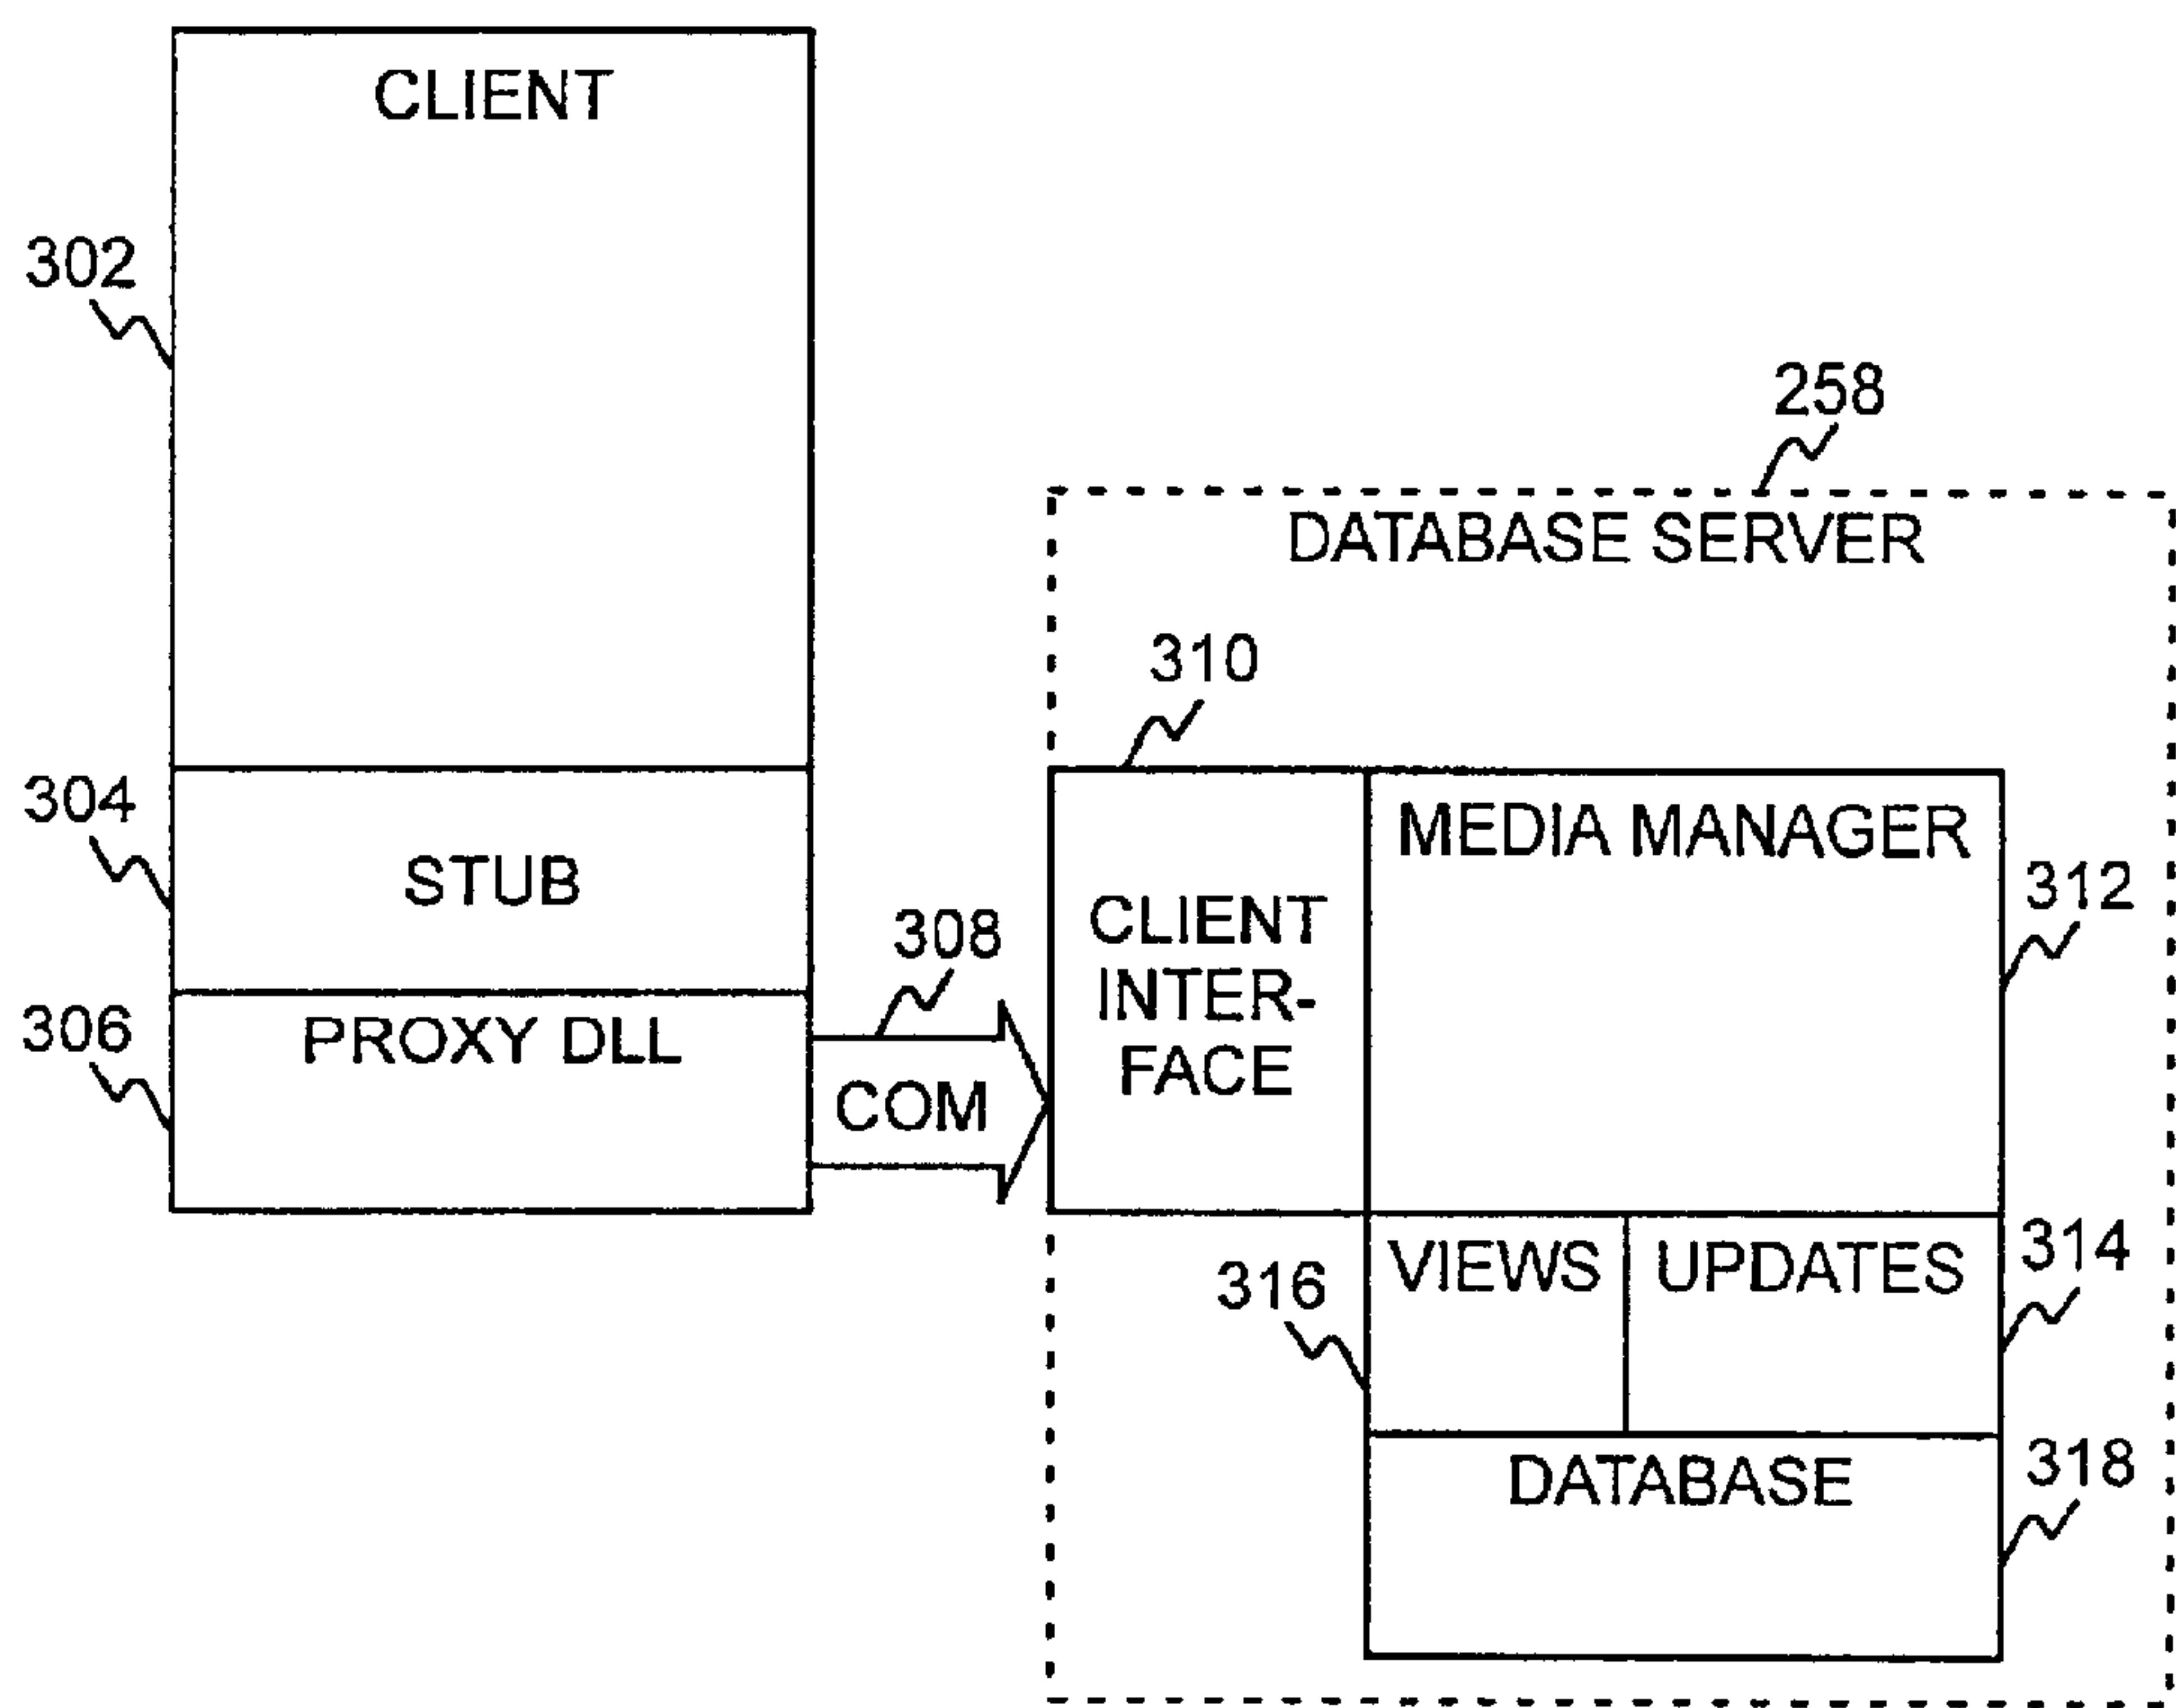 CLIENT
302
304
STUB
306
PROXY DLL
308
COM
258
DATABASE SERVER
310
CLIENT
INTER-
FACE
MEDIA MANAGER
312
VIEWS
UPDATES
314
316
DATABASE
318